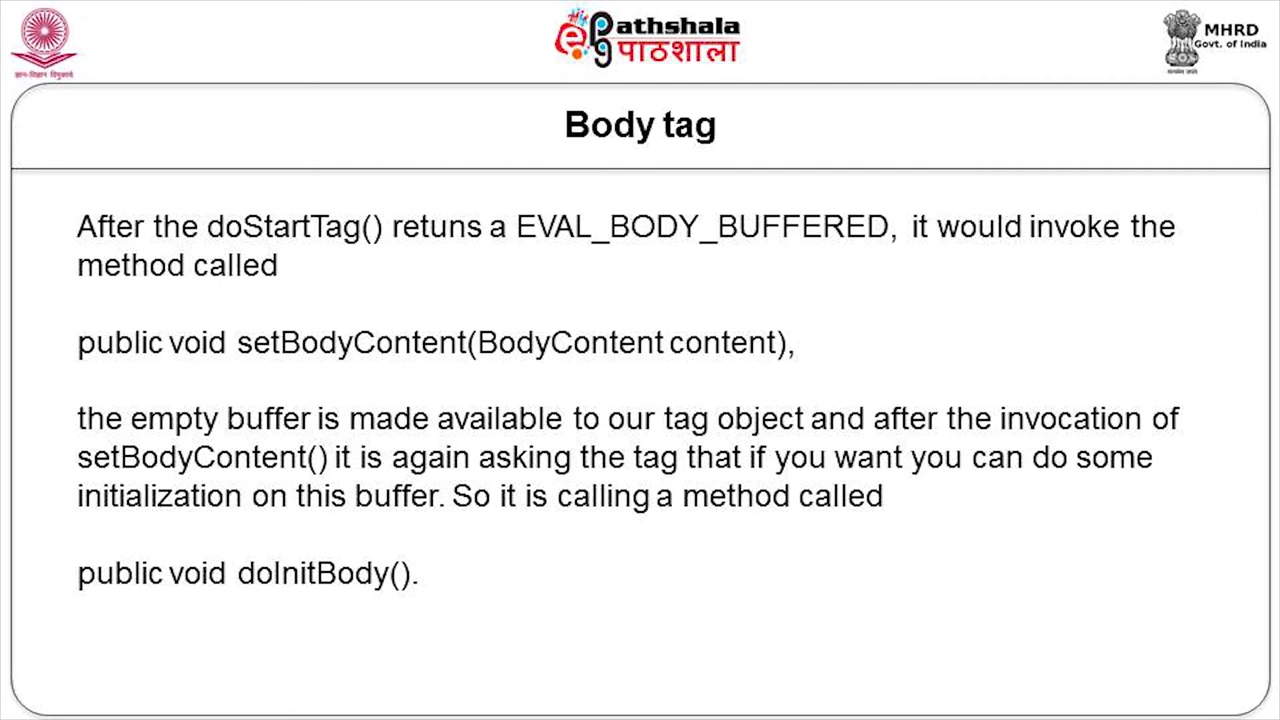 ज्ञान-विज्ञान विमुक्तये
ePathshala
पाठशाला
MHRD
Govt. of India
Body tag
After the doStartTag() retuns a EVAL_BODY_BUFFERED, it would invoke the
method called
public void setBodyContent(BodyContent content),
the empty buffer is made available to our tag object and after the invocation of
setBodyContent() it is again asking the tag that if you want you can do some
initialization on this buffer. So it is calling a method called
public void doInitBody().